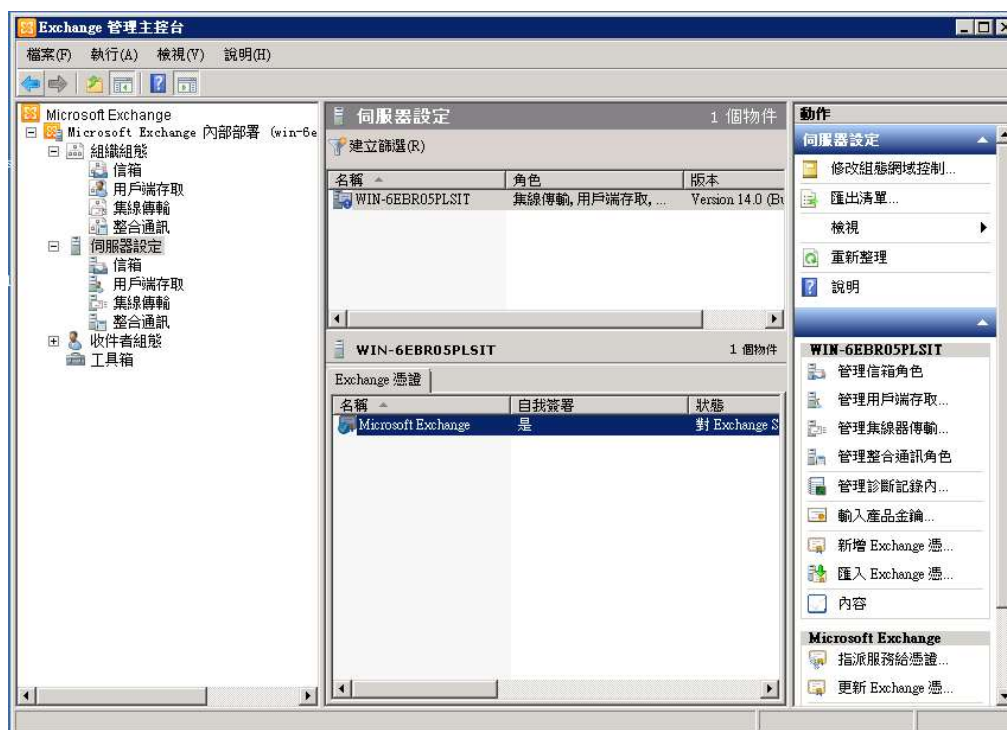 Exchange 管理主控台
檔案(F) 執行(A) 檢視(V) 說明(H)
Microsoft Exchange
Microsoft Exchange 內部部署 (win-6e
組織組態
信箱
用戶端存取
集線傳輸
整合通訊
伺服器設定
信箱
用戶端存取
集線傳輸
整合通訊
收件者組態
工具箱
伺服器設定 1 個物件
建立篩選(R)
名稱 角色 版本
WIN-6EBR05PLSIT 集線傳輸, 用戶端存取, ... Version 14.0 (Bu
WIN-6EBR05PLSIT 1 個物件
Exchange 憑證
名稱 自我簽署 狀態
Microsoft Exchange 是 對 Exchange S
動作
伺服器設定
修改組態網域控制...
匯出清單...
檢視
重新整理
說明
WIN-6EBR05PLSIT
管理信箱角色
管理用戶端存取...
管理集線器傳輸...
管理整合通訊角色
管理診斷記錄內...
輸入產品金鑰...
新增 Exchange 憑...
匯入 Exchange 憑...
內容
Microsoft Exchange
指派服務給憑證...
更新 Exchange 憑...